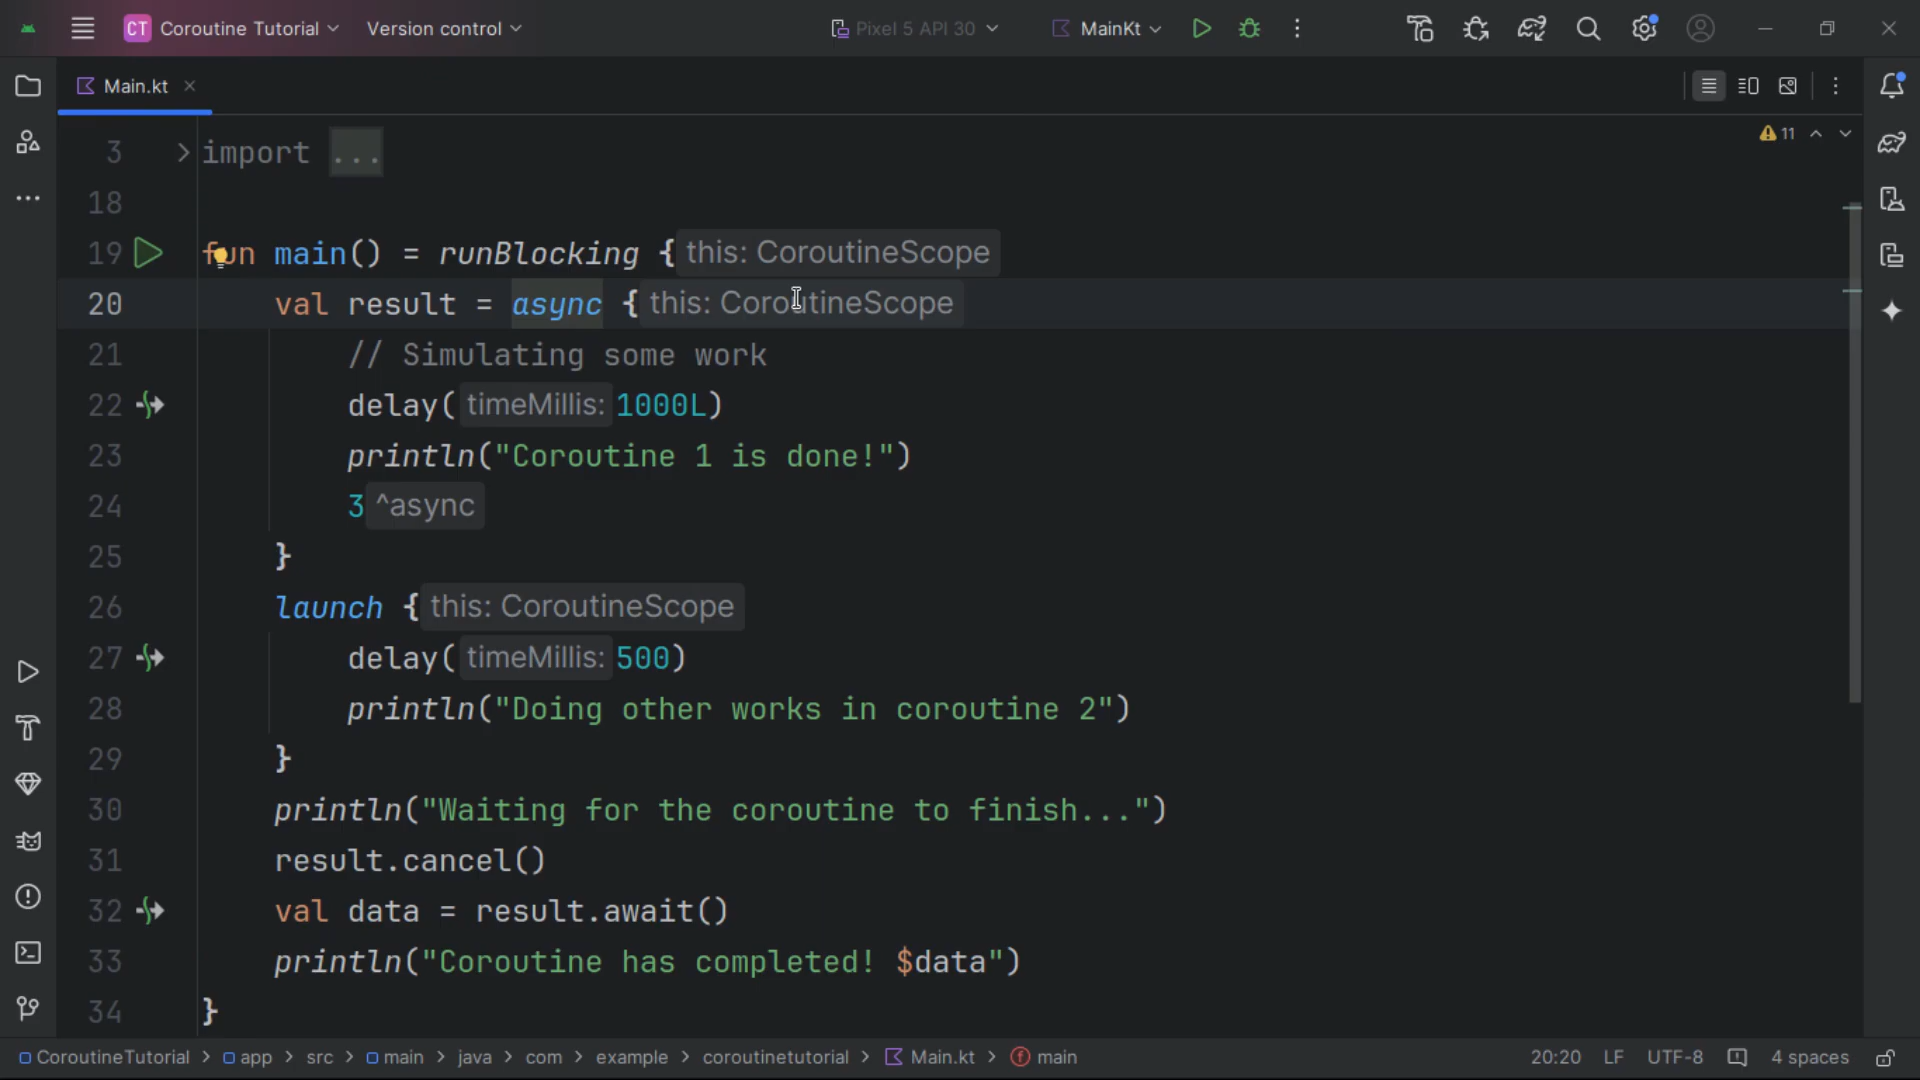 CT Coroutine Tutorial Version control Pixel 5 API 30 MainKt
Main.kt
11
3 import ...
18
19 fun main() = runBlocking { this: CoroutineScope
20 val result = async { this: CoroutineScope
21 // Simulating some work
22 delay( timeMillis: 1000L)
23 println("Coroutine 1 is done!")
24 3 ^async
25 }
26 launch { this: CoroutineScope
27 delay( timeMillis: 500)
28 println("Doing other works in coroutine 2")
29 }
30 println("Waiting for the coroutine to finish...")
31 result.cancel()
32 val data = result.await()
33 println("Coroutine has completed! $data")
34 }
CoroutineTutorial > app > src > main > java > com > example > coroutinetutorial > Main.kt > main 20:20 LF UTF-8 4 spaces